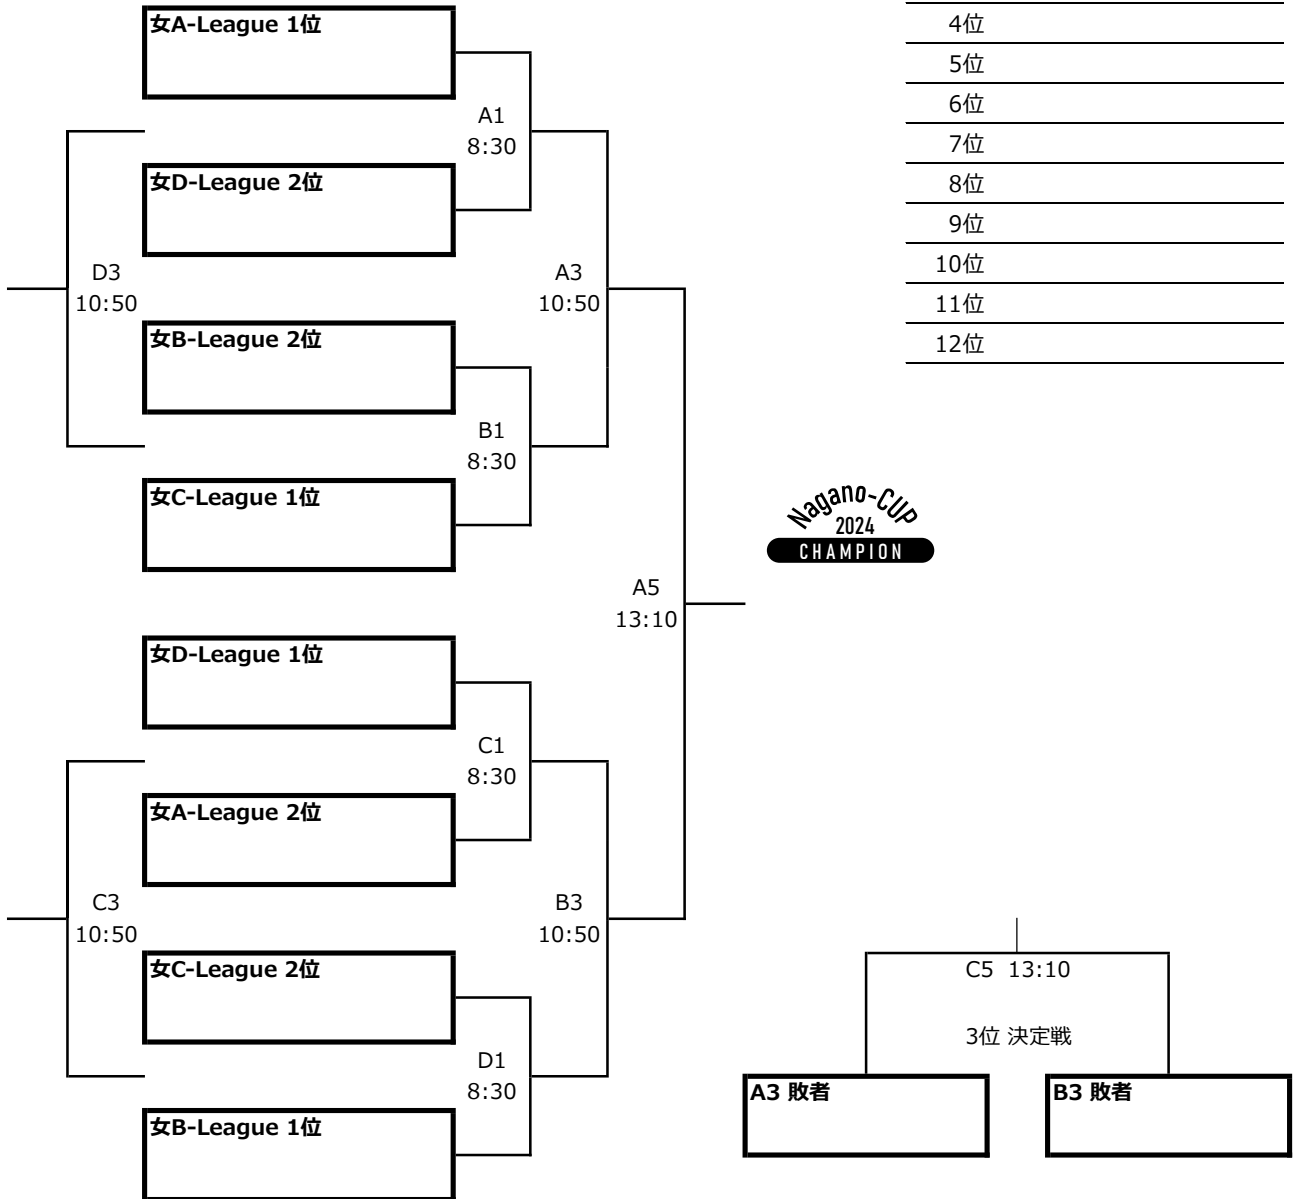 女A-League 1位
4位
5位
6位
7位
8位
9位
10位
11位
12位
A1
8:30
女D-League 2位
D3
10:50
A3
10:50
女B-League 2位
B1
8:30
女C-League 1位
Nagano-CUP
2024
CHAMPION
A5
13:10
女D-League 1位
C1
8:30
女A-League 2位
C3
10:50
B3
10:50
女C-League 2位
D1
8:30
女B-League 1位
C5 13:10
3位 決定戦
A3 敗者
B3 敗者